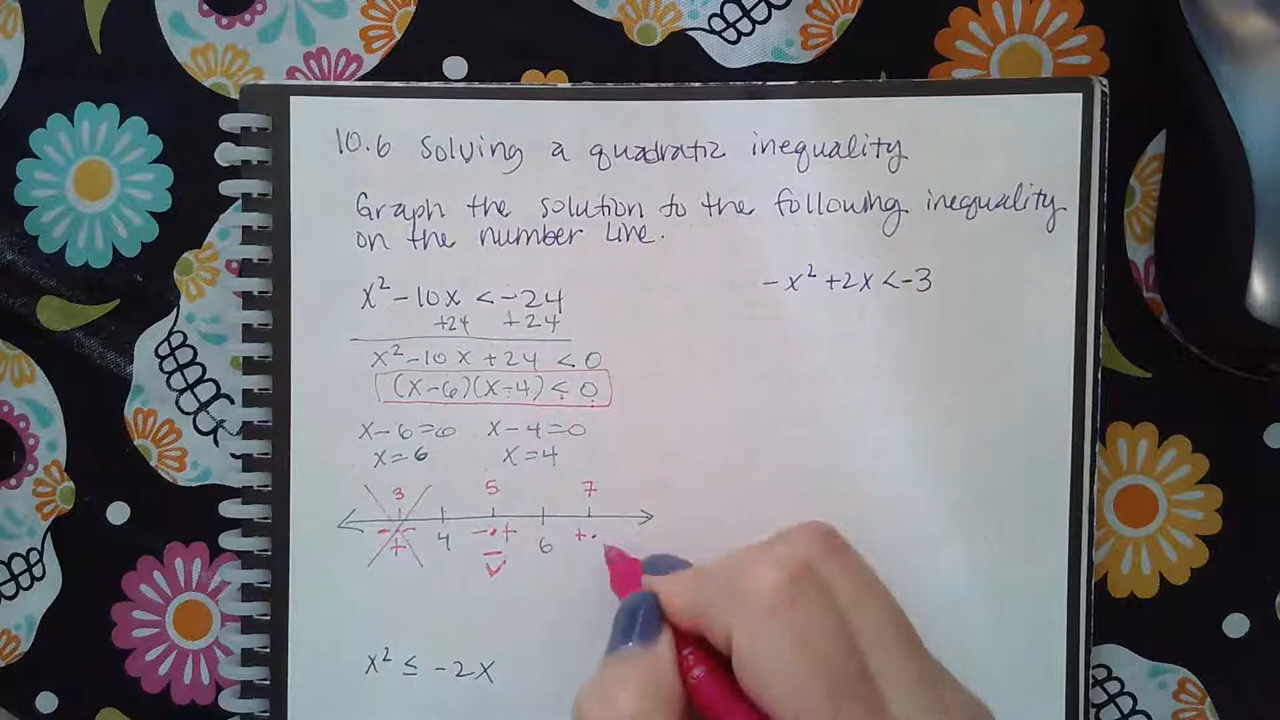 10.6 Solving a quadratic inequality
Graph the solution to the following inequality
on the number line.
x² - 10x < -24
+24 +24
x² - 10x + 24 < 0
(x-6)(x-4) < 0
x-6=0 x-4=0
x=6 x=4
3 5 7
- · - 4 - · + 6 + ·
+ -
✓
x² ≤ -2x
-x² + 2x < -3